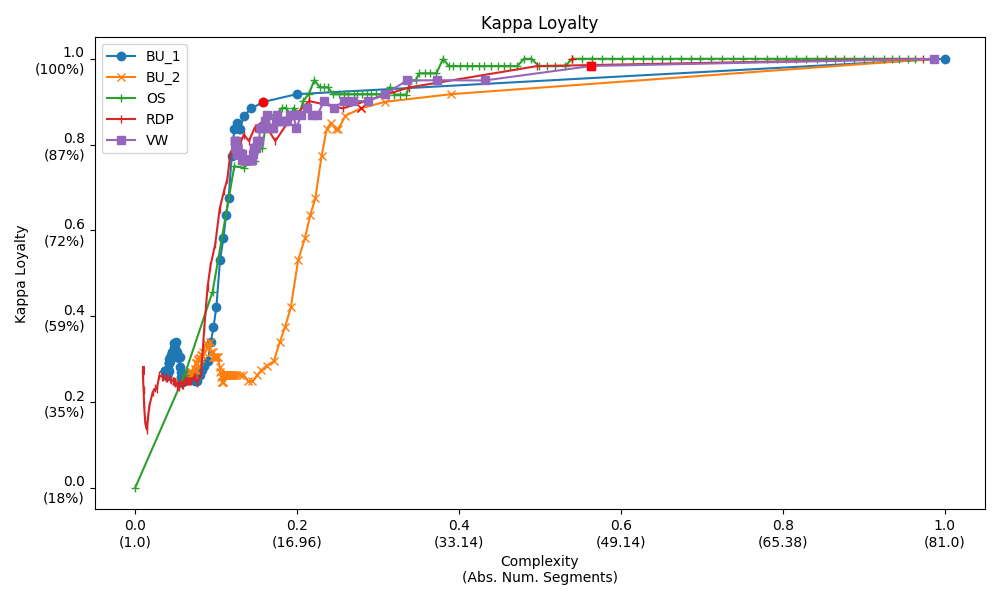 Kappa Loyalty
BU_1
BU_2
OS
RDP
VW
1.0
(100%)
0.8
(87%)
0.6
(72%)
0.4
(59%)
0.2
(35%)
0.0
(18%)
Kappa Loyalty
0.0 0.2 0.4 0.6 0.8 1.0
(1.0) (16.96) (33.14) (49.14) (65.38) (81.0)
Complexity
(Abs. Num. Segments)